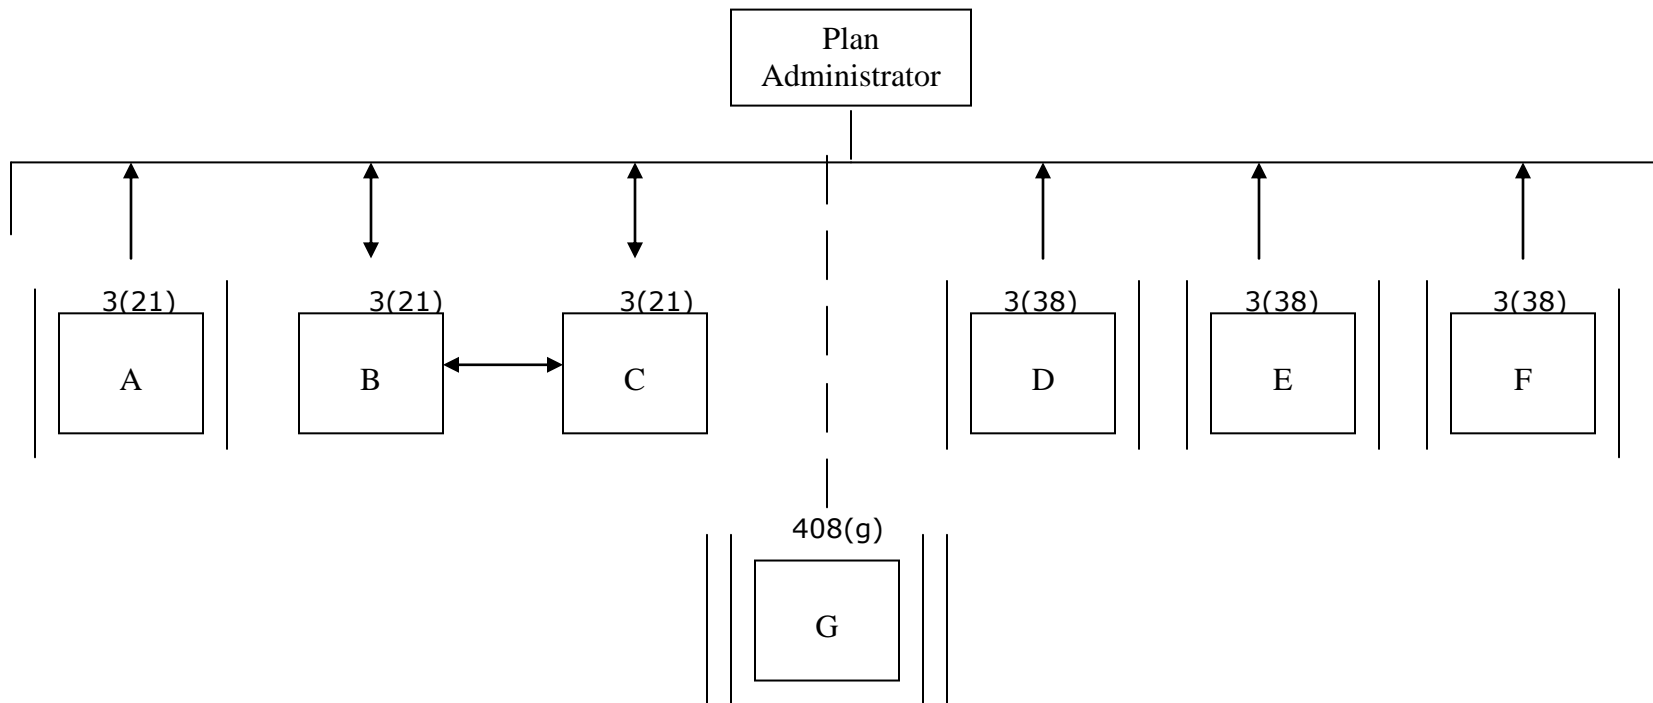 Plan
Administrator
3(21) 3(21) 3(21) 3(38) 3(38) 3(38)
A B C D E F
408(g)
G